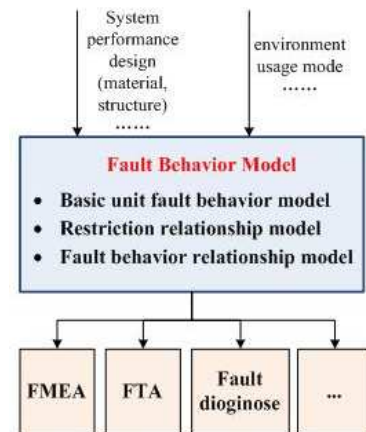 System
performance
design
(material,
structure)
……
environment
usage mode
……
Fault Behavior Model
• Basic unit fault behavior model
• Restriction relationship model
• Fault behavior relationship model
FMEA
FTA
Fault
dioginose
...